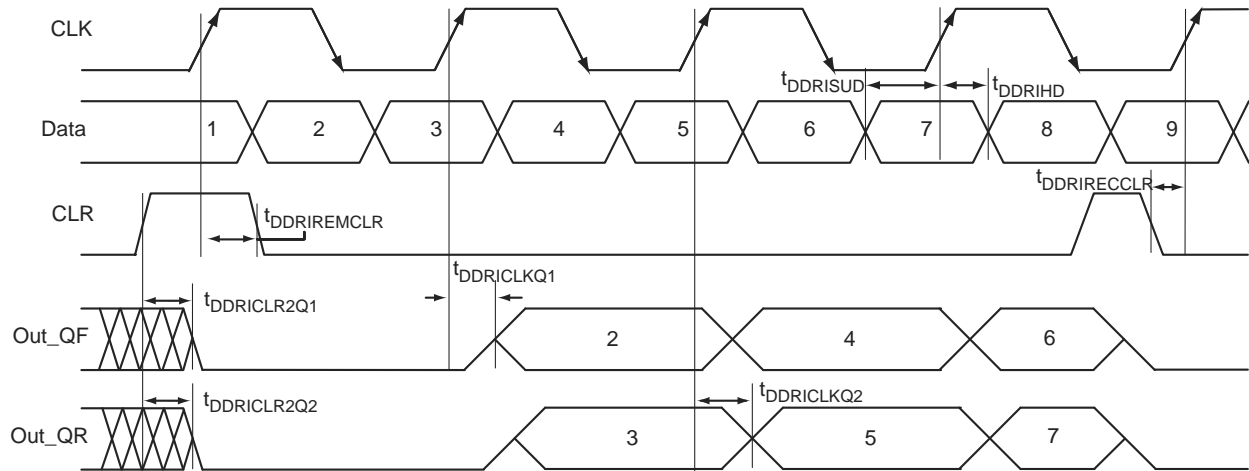 CLK
tDDRISUD
tDDRIHD
Data
1 2 3 4 5 6 7 8 9
tDDRIRECCLR
CLR
tDDRIREMCLR
tDDRICLKQ1
tDDRICLR2Q1
Out_QF
2 4 6
tDDRICLR2Q2
tDDRICLKQ2
Out_QR
3 5 7